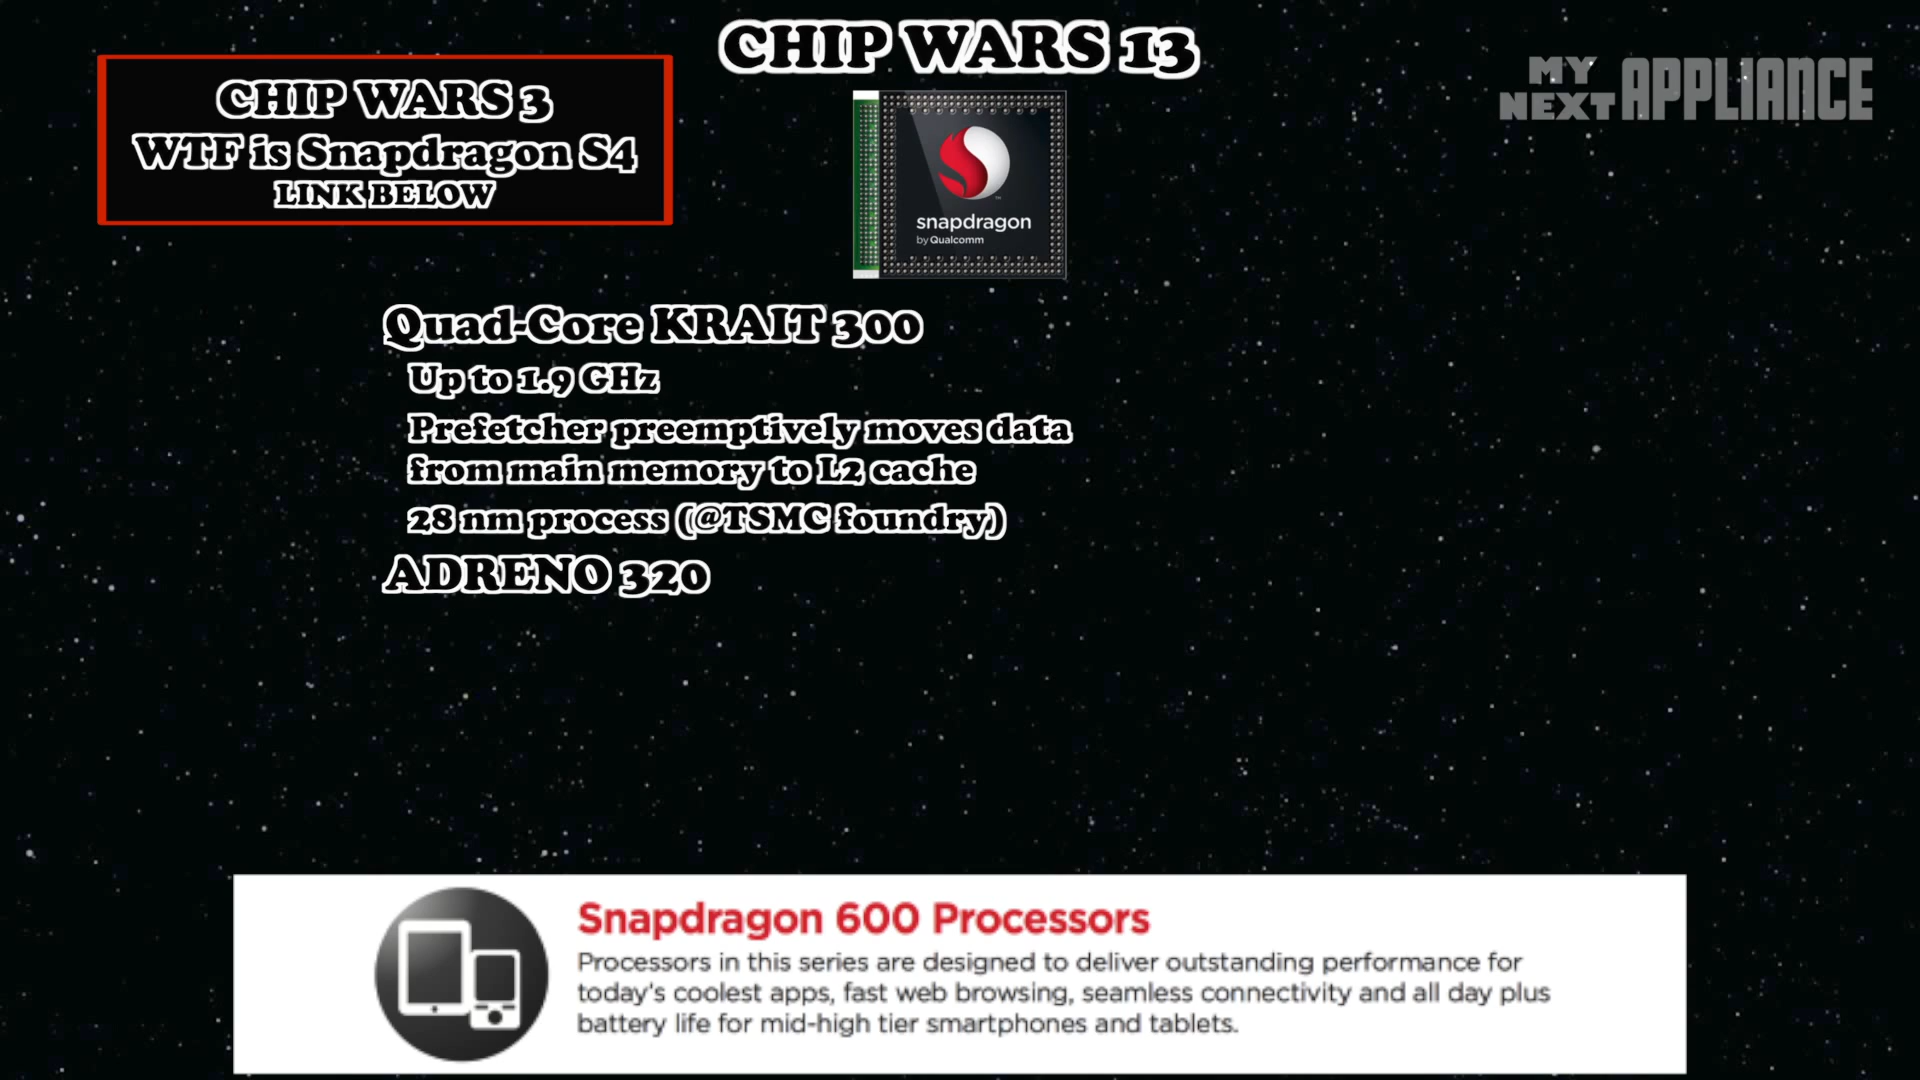 CHIP WARS 13
CHIP WARS 3
WTF is Snapdragon S4
LINK BELOW
MY
NEXT APPLIANCE
snapdragon
by Qualcomm
Quad-Core KRAIT 300
Up to 1.9 GHz
Prefetcher preemptively moves data
from main memory to L2 cache
28 nm process (@TSMC foundry)
ADRENO 320
Snapdragon 600 Processors
Processors in this series are designed to deliver outstanding performance for
today's coolest apps, fast web browsing, seamless connectivity and all day plus
battery life for mid-high tier smartphones and tablets.